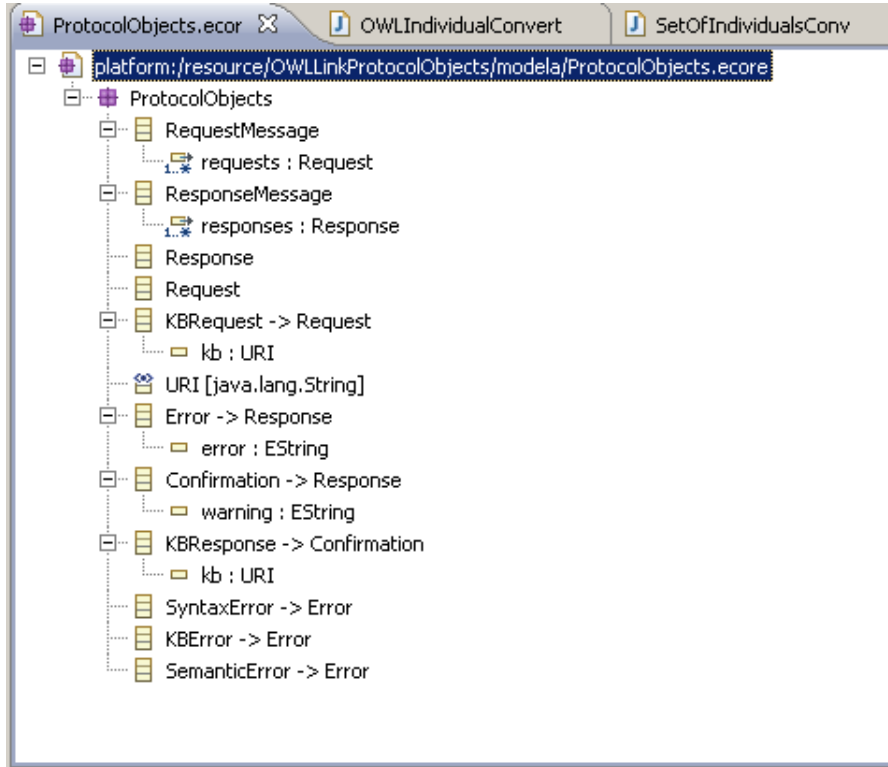 ProtocolObjects.ecor OWLIndividualConvert SetOfIndividualsConv
platform:/resource/OWLLinkProtocolObjects/modela/ProtocolObjects.ecore
ProtocolObjects
RequestMessage
1..* requests : Request
ResponseMessage
1..* responses : Response
Response
Request
KBRequest -> Request
kb : URI
URI [java.lang.String]
Error -> Response
error : EString
Confirmation -> Response
warning : EString
KBResponse -> Confirmation
kb : URI
SyntaxError -> Error
KBError -> Error
SemanticError -> Error